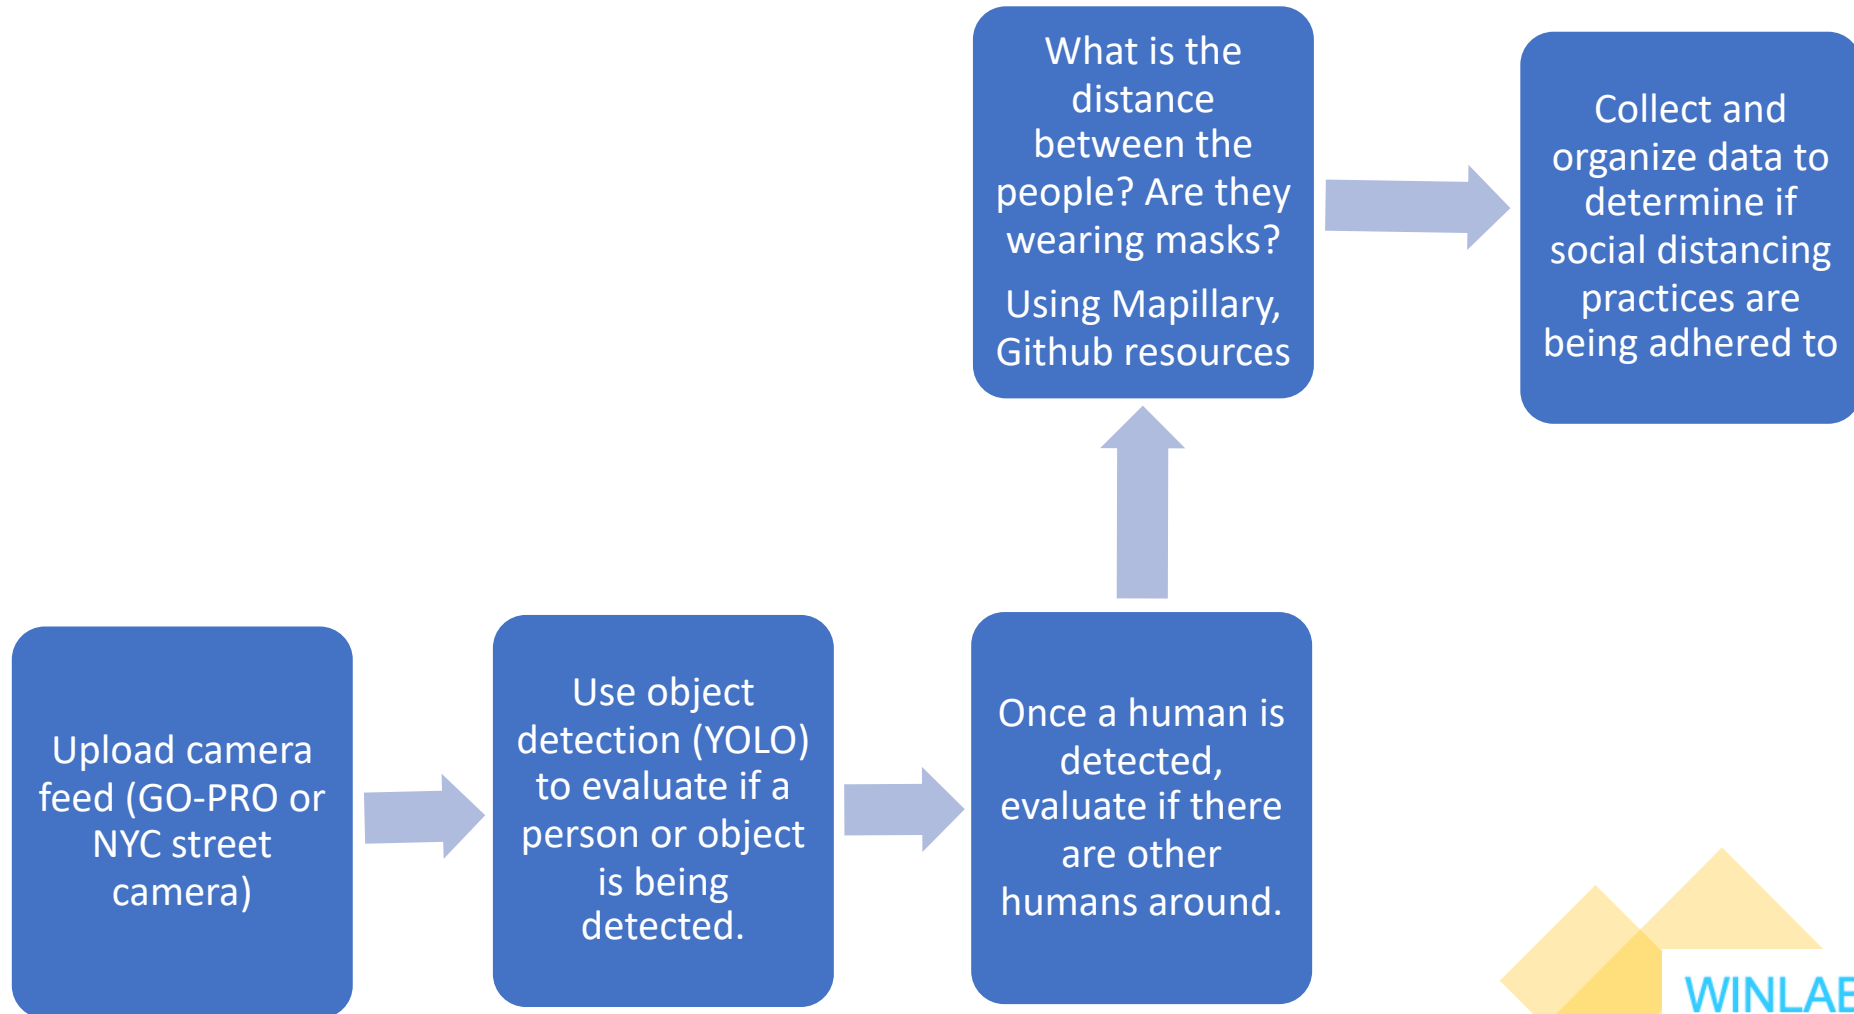 Upload camera
feed (GO-PRO or
NYC street
camera)
Use object
detection (YOLO)
to evaluate if a
person or object
is being
detected.
Once a human is
detected,
evaluate if there
are other
humans around.
What is the
distance
between the
people? Are they
wearing masks?
Using Mapillary,
Github resources
Collect and
organize data to
determine if
social distancing
practices are
being adhered to
WINLAB